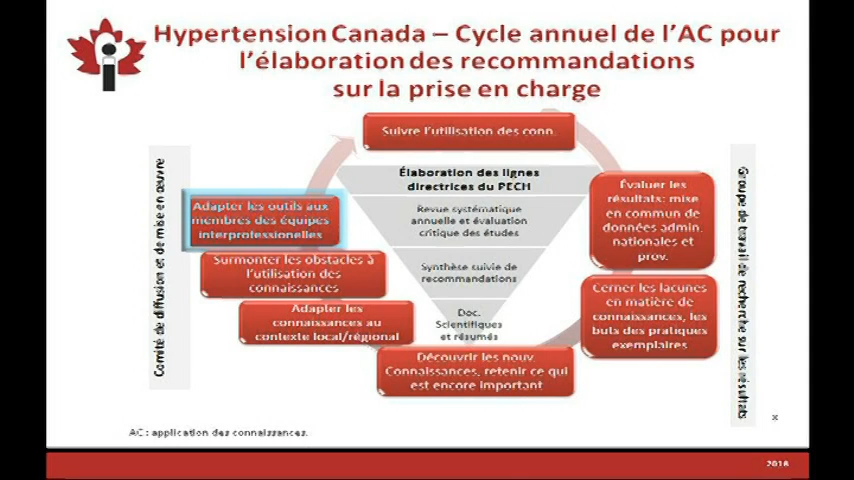 Hypertension Canada – Cycle annuel de l'AC pour
l'élaboration des recommandations
sur la prise en charge
Suivre l'utilisation des conn.
Élaboration des lignes
directrices du PECH
Revue systématique
annuelle et évaluation
critique des études
Synthèse suivie de
recommandations
Doc.
Scientifiques
et résumés
Évaluer les
résultats: mise
en commun de
données admin.
nationales et
prov.
Cerner les lacunes
en matière de
connaissances, les
buts des pratiques
exemplaires
Découvrir les nouv.
Connaissances, retenir ce qui
est encore important
Adapter les
connaissances au
contexte local/régional
Surmonter les obstacles à
l'utilisation des
connaissances
Adapter les outils aux
membres des équipes
interprofessionelles
Comité de diffusion et de mise en œuvre
Groupe de travail de recherche sur les résultats
AC : application des connaissances.
2016